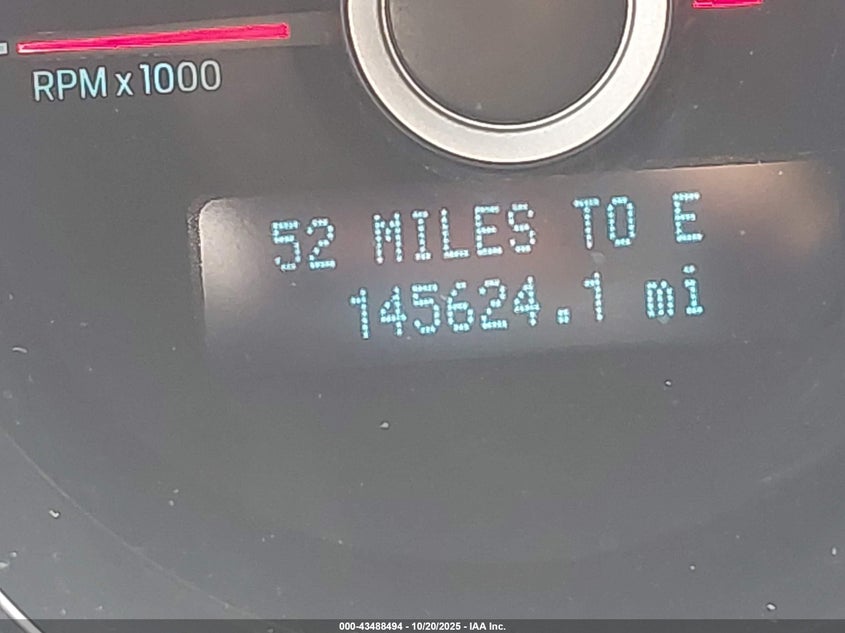 RPM x 1000
52 MILES TO E
145624.1 mi
000-43488494 - 10/20/2025 - IAA Inc.